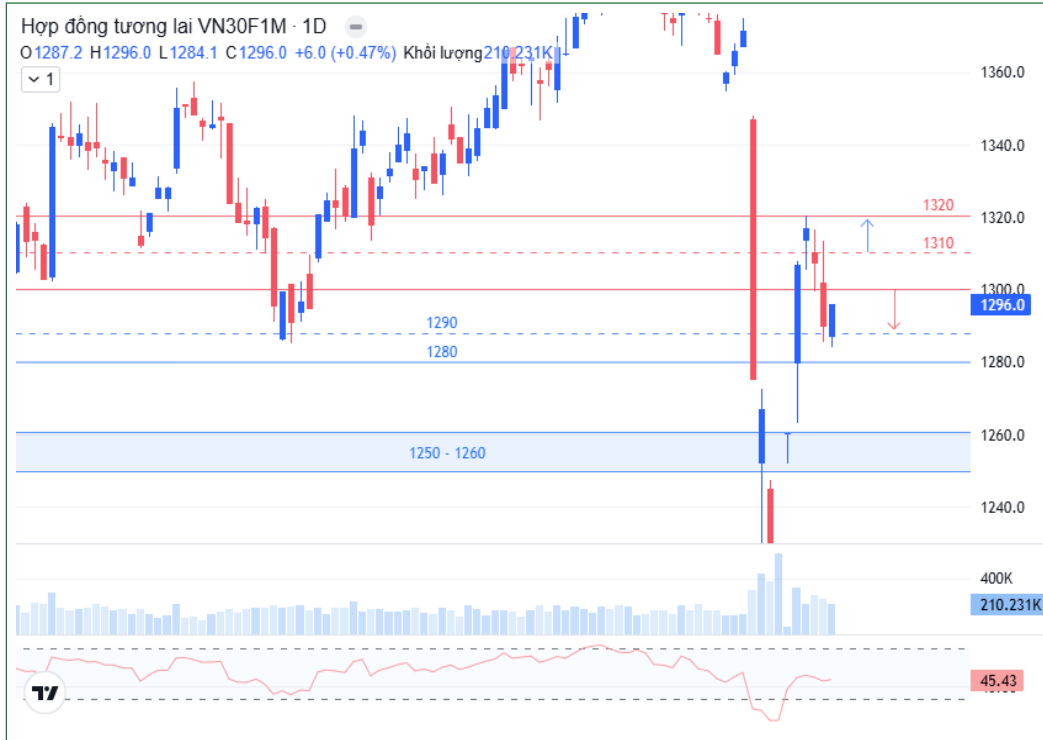 Hợp đồng tương lai VN30F1M · 1D
O1287.2 H1296.0 L1284.1 C1296.0 +6.0 (+0.47%) Khối lượng210.231K
1
1360.0
1340.0
1320
1320.0
1310
1300.0
1296.0
1290
1280
1280.0
1260.0
1250 - 1260
1240.0
400K
210.231K
45.43